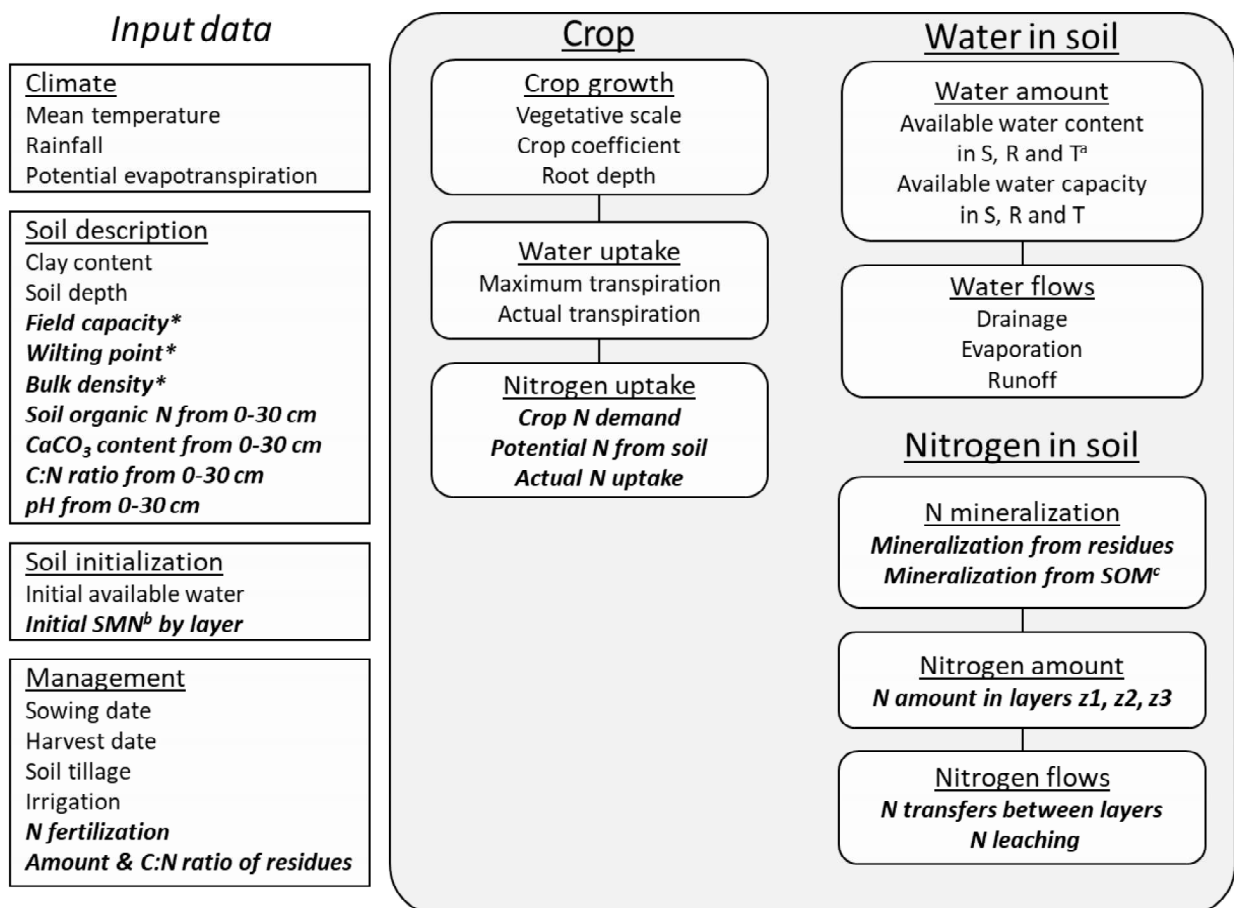 Input data
Climate
Mean temperature
Rainfall
Potential evapotranspiration
Soil description
Clay content
Soil depth
Field capacity*
Wilting point*
Bulk density*
Soil organic N from 0-30 cm
CaCO₃ content from 0-30 cm
C:N ratio from 0-30 cm
pH from 0-30 cm
Soil initialization
Initial available water
Initial SMNᵇ by layer
Management
Sowing date
Harvest date
Soil tillage
Irrigation
N fertilization
Amount & C:N ratio of residues
Crop
Crop growth
Vegetative scale
Crop coefficient
Root depth
Water uptake
Maximum transpiration
Actual transpiration
Nitrogen uptake
Crop N demand
Potential N from soil
Actual N uptake
Water in soil
Water amount
Available water content
in S, R and Tᵃ
Available water capacity
in S, R and T
Water flows
Drainage
Evaporation
Runoff
Nitrogen in soil
N mineralization
Mineralization from residues
Mineralization from SOMᶜ
Nitrogen amount
N amount in layers z1, z2, z3
Nitrogen flows
N transfers between layers
N leaching